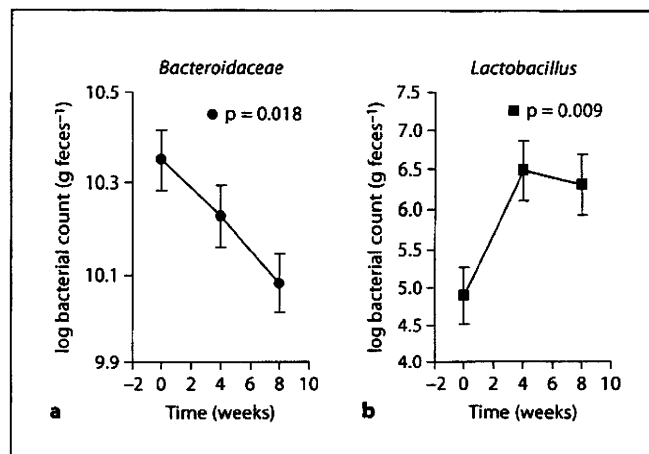 Bacteroidaceae
p = 0.018
log bacterial count (g feces⁻¹)
10.5
10.3
10.1
9.9
−2 0 2 4 6 8 10
Time (weeks)
a
Lactobacillus
p = 0.009
log bacterial count (g feces⁻¹)
7.5
7.0
6.5
6.0
5.0
4.5
4.0
−2 0 2 4 6 8 10
Time (weeks)
b